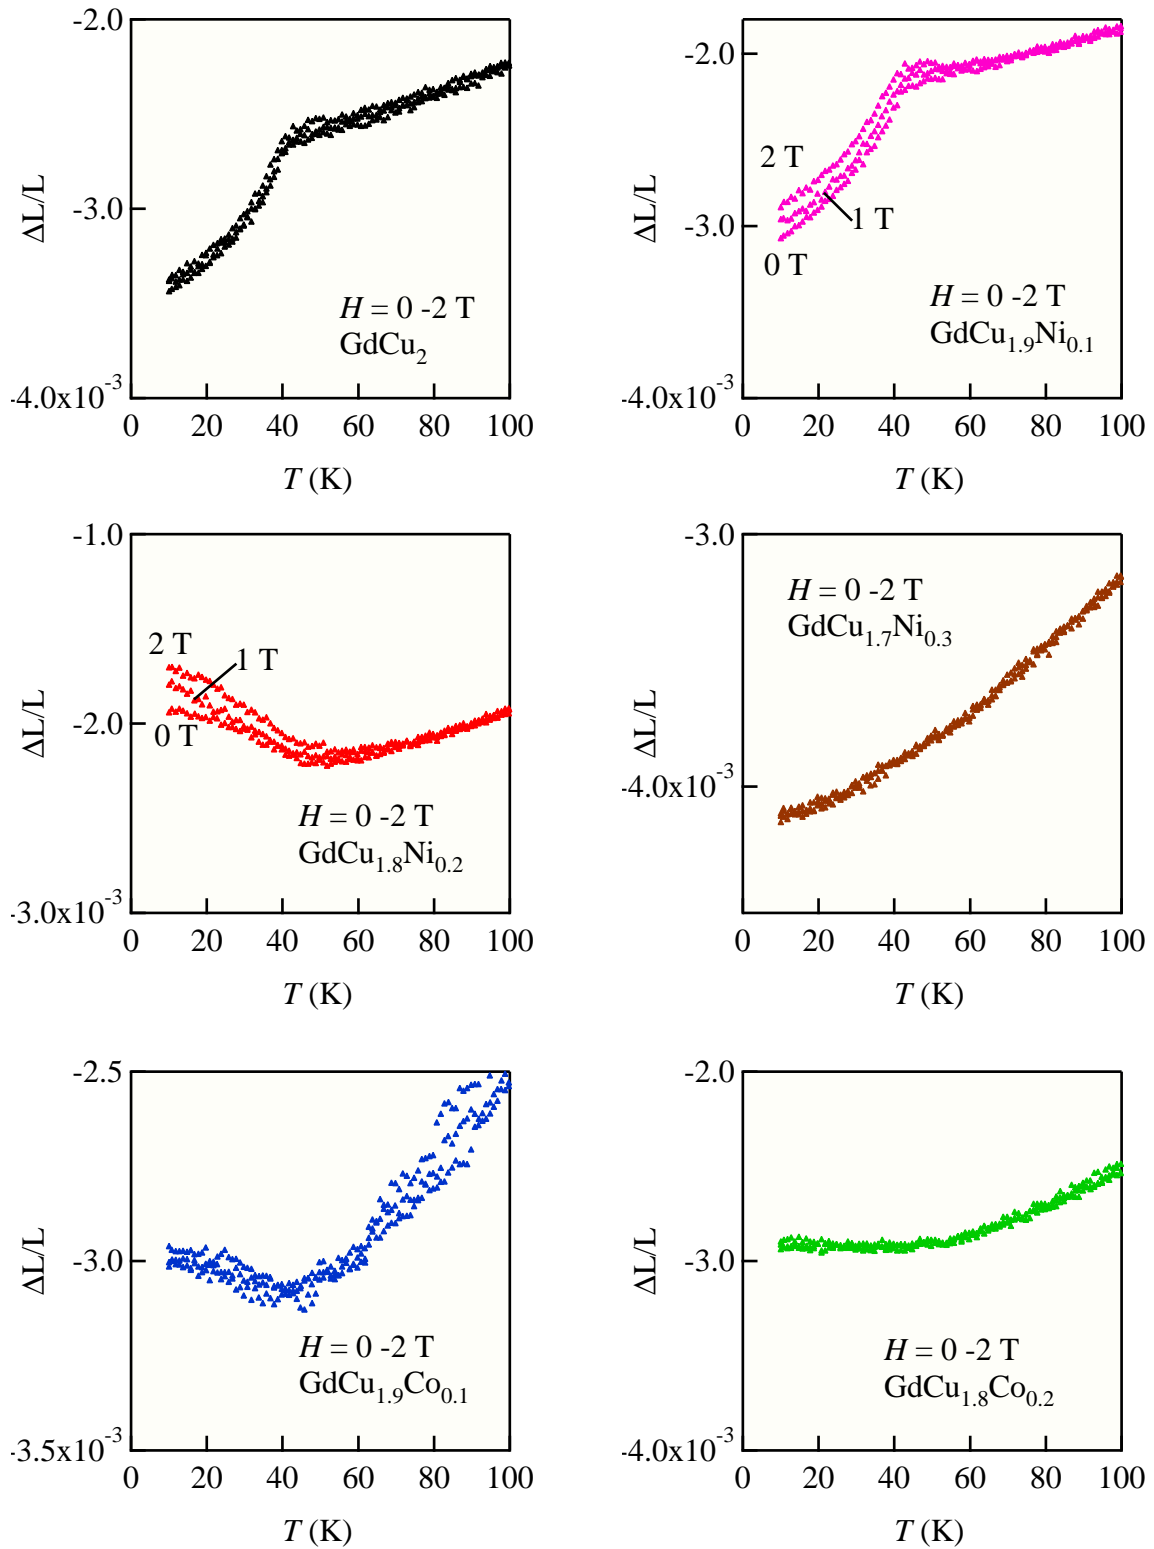 -2.0
-3.0
-4.0x10⁻³
ΔL/L
H = 0 -2 T
GdCu₂
0 20 40 60 80 100
T (K)
-2.0
-3.0
-4.0x10⁻³
ΔL/L
2 T
1 T
0 T
H = 0 -2 T
GdCu₁.₉Ni₀.₁
0 20 40 60 80 100
T (K)
-1.0
-2.0
-3.0x10⁻³
ΔL/L
2 T
1 T
0 T
H = 0 -2 T
GdCu₁.₈Ni₀.₂
0 20 40 60 80 100
T (K)
-3.0
-4.0x10⁻³
ΔL/L
H = 0 -2 T
GdCu₁.₇Ni₀.₃
0 20 40 60 80 100
T (K)
-2.5
-3.0
-3.5x10⁻³
ΔL/L
H = 0 -2 T
GdCu₁.₉Co₀.₁
0 20 40 60 80 100
T (K)
-2.0
-3.0
-4.0x10⁻³
ΔL/L
H = 0 -2 T
GdCu₁.₈Co₀.₂
0 20 40 60 80 100
T (K)